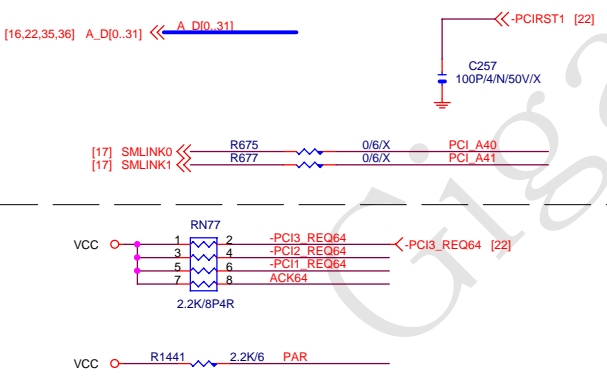 -PCIRST1 [22]
[16,22,35,36] A_D[0..31] A_D[0..31]
C257
100P/4/N/50V/X
[17] SMLINK0 R675 0/6/X PCI_A40
[17] SMLINK1 R677 0/6/X PCI_A41
RN77
VCC 1 2 -PCI3_REQ64 -PCI3_REQ64 [22]
3 4 -PCI2_REQ64
5 6 -PCI1_REQ64
7 8 ACK64
2.2K/8P4R
VCC R1441 2.2K/6 PAR
Giga